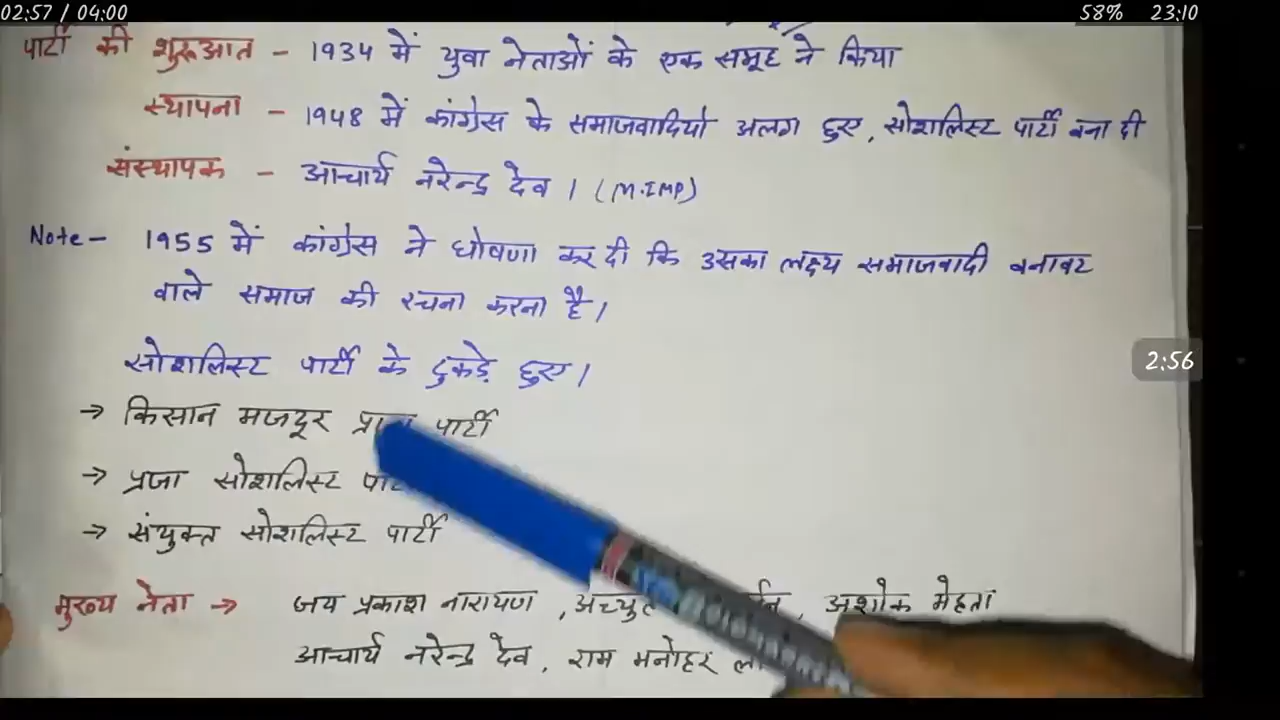 02:57 / 04:00
58% 23:10
पार्टी की शुरूआत - 1934 में युवा नेताओं के एक समूह ने किया
स्थापना - 1948 में कांग्रेस के समाजवादियो अलग हुए, सोशलिस्ट पार्टी बना दी
संस्थापक - आचार्य नरेन्द्र देव । (M.IMP)
Note- 1955 में कांग्रेस ने घोषणा कर दी कि उसका लक्ष्य समाजवादी बनावट
वाले समाज की रचना करना है।
2:56
सोशलिस्ट पार्टी के टुकड़े हुए।
→ किसान मजदूर पार्टी
→ प्रजा सोशलिस्ट
→ संयुक्त सोशलिस्ट पार्टी
मुख्य नेता → जय प्रकाश नारायण , अशोक मेहता
आचार्य नरेन्द्र देव, राम मनोहर